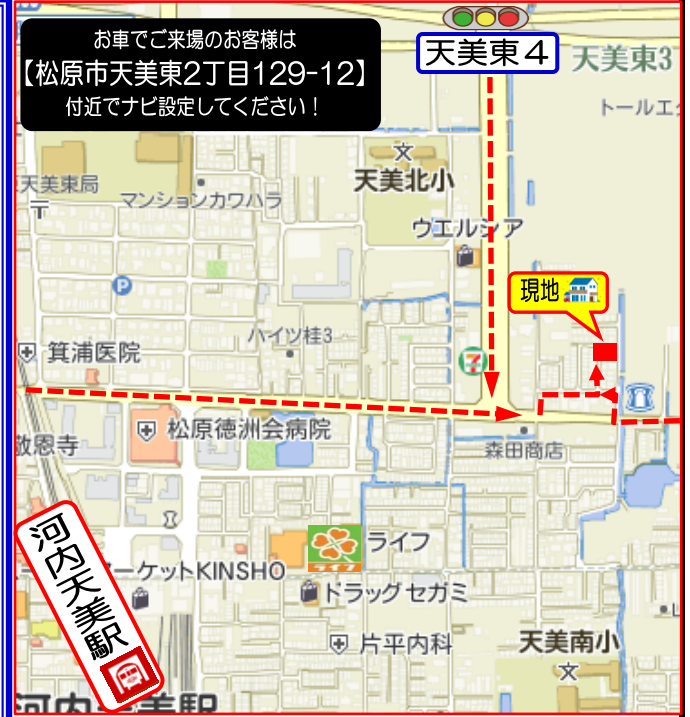 お車でご来場のお客様は
【松原市天美東2丁目129-12】
付近でナビ設定してください！
天美東４
天美東3
トールエ
天美東局
マンションカワハラ
天美北小
ウエルシア
P
現地
ハイツ桂3
箕浦医院
7
松原徳洲会病院
敬恩寺
森田商店
河内天美駅
ライフ
ライフ
ーケットKINSHO
ドラッグセガミ
片平内科
天美南小